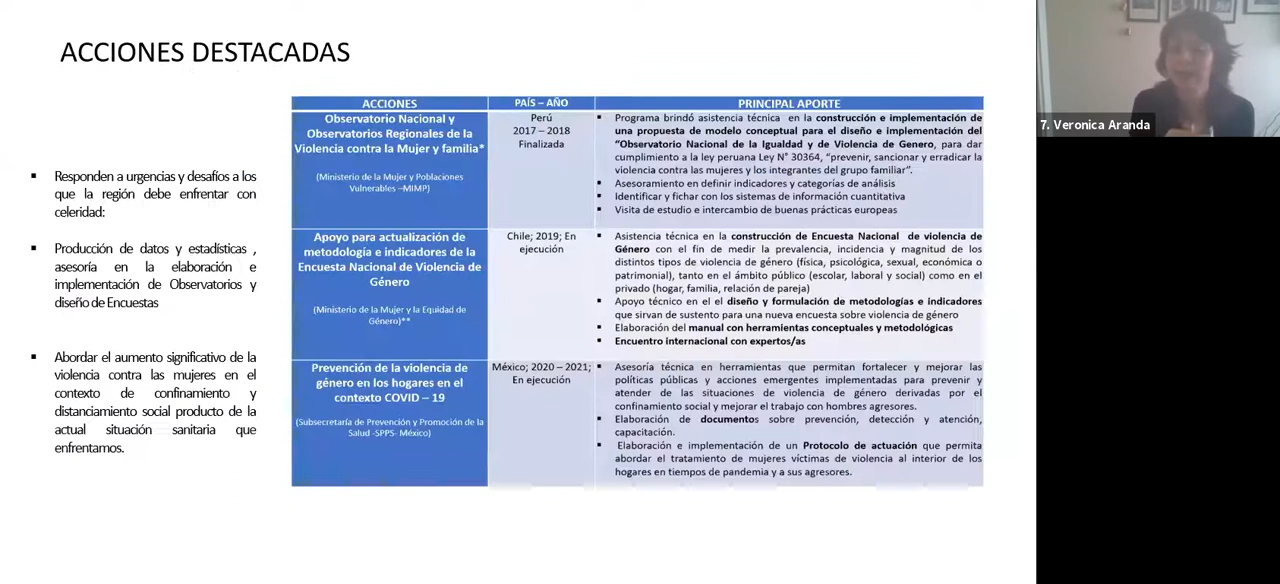 ACCIONES DESTACADAS
▪ Responden a urgencias y desafíos a los
que la región debe enfrentar con
celeridad:
▪ Producción de datos y estadísticas ,
asesoría en la elaboración e
implementación de Observatorios y
diseño de Encuestas
▪ Abordar el aumento significativo de la
violencia contra las mujeres en el
contexto de confinamiento y
distanciamiento social producto de la
actual situación sanitaria que
enfrentamos.
ACCIONES
PAÍS – AÑO
PRINCIPAL APORTE
Observatorio Nacional y
Observatorios Regionales de la
Violencia contra la Mujer y familia*
(Ministerio de la Mujer y Poblaciones
Vulnerables –MIMP)
Perú
2017 – 2018
Finalizada
▪ Programa brindó asistencia técnica en la construcción e implementación de
una propuesta de modelo conceptual para el diseño e implementación del
“Observatorio Nacional de la Igualdad y de Violencia de Genero, para dar
cumplimiento a la ley peruana Ley N° 30364, “prevenir, sancionar y erradicar la
violencia contra las mujeres y los integrantes del grupo familiar”.
▪ Asesoramiento en definir indicadores y categorías de análisis
▪ Identificar y fichar con los sistemas de información cuantitativa
▪ Visita de estudio e intercambio de buenas prácticas europeas
Apoyo para actualización de
metodología e indicadores de la
Encuesta Nacional de Violencia de
Género
(Ministerio de la Mujer y la Equidad de
Género)**
Chile; 2019; En
ejecución
▪ Asistencia técnica en la construcción de Encuesta Nacional de violencia de
Género con el fin de medir la prevalencia, incidencia y magnitud de los
distintos tipos de violencia de género (física, psicológica, sexual, económica o
patrimonial), tanto en el ámbito público (escolar, laboral y social) como en el
privado (hogar, familia, relación de pareja)
▪ Apoyo técnico en el el diseño y formulación de metodologías e indicadores
que sirvan de sustento para una nueva encuesta sobre violencia de género
▪ Elaboración del manual con herramientas conceptuales y metodológicas
▪ Encuentro internacional con expertos/as
Prevención de la violencia de
género en los hogares en el
contexto COVID – 19
(Subsecretaría de Prevención y Promoción de la
Salud -SPPS- México)
México; 2020 – 2021;
En ejecución
▪ Asesoría técnica en herramientas que permitan fortalecer y mejorar las
políticas públicas y acciones emergentes implementadas para prevenir y
atender de las situaciones de violencia de género derivadas por el
confinamiento social y mejorar el trabajo con hombres agresores.
▪ Elaboración de documentos sobre prevención, detección y atención,
capacitación.
▪ Elaboración e implementación de un Protocolo de actuación que permita
abordar el tratamiento de mujeres víctimas de violencia al interior de los
hogares en tiempos de pandemia y a sus agresores.
7. Veronica Aranda